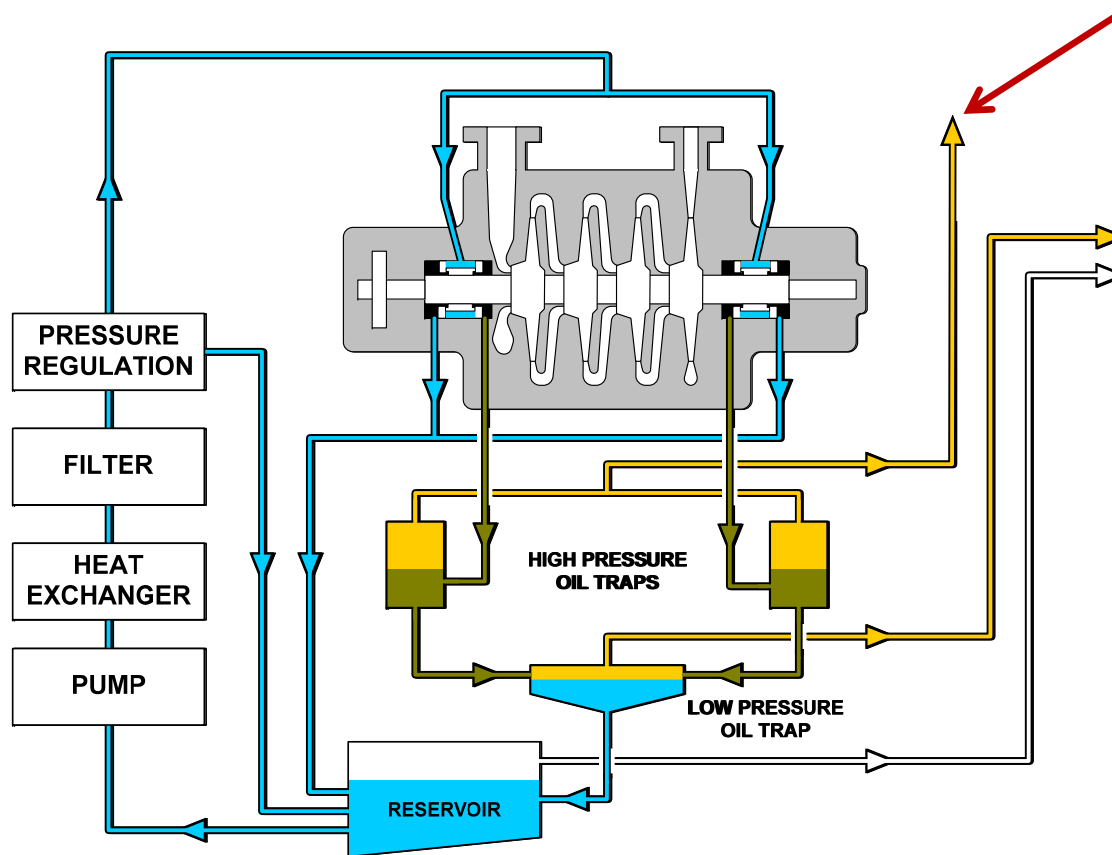 PRESSURE
REGULATION
FILTER
HEAT
EXCHANGER
PUMP
HIGH PRESSURE
OIL TRAPS
LOW PRESSURE
OIL TRAP
RESERVOIR